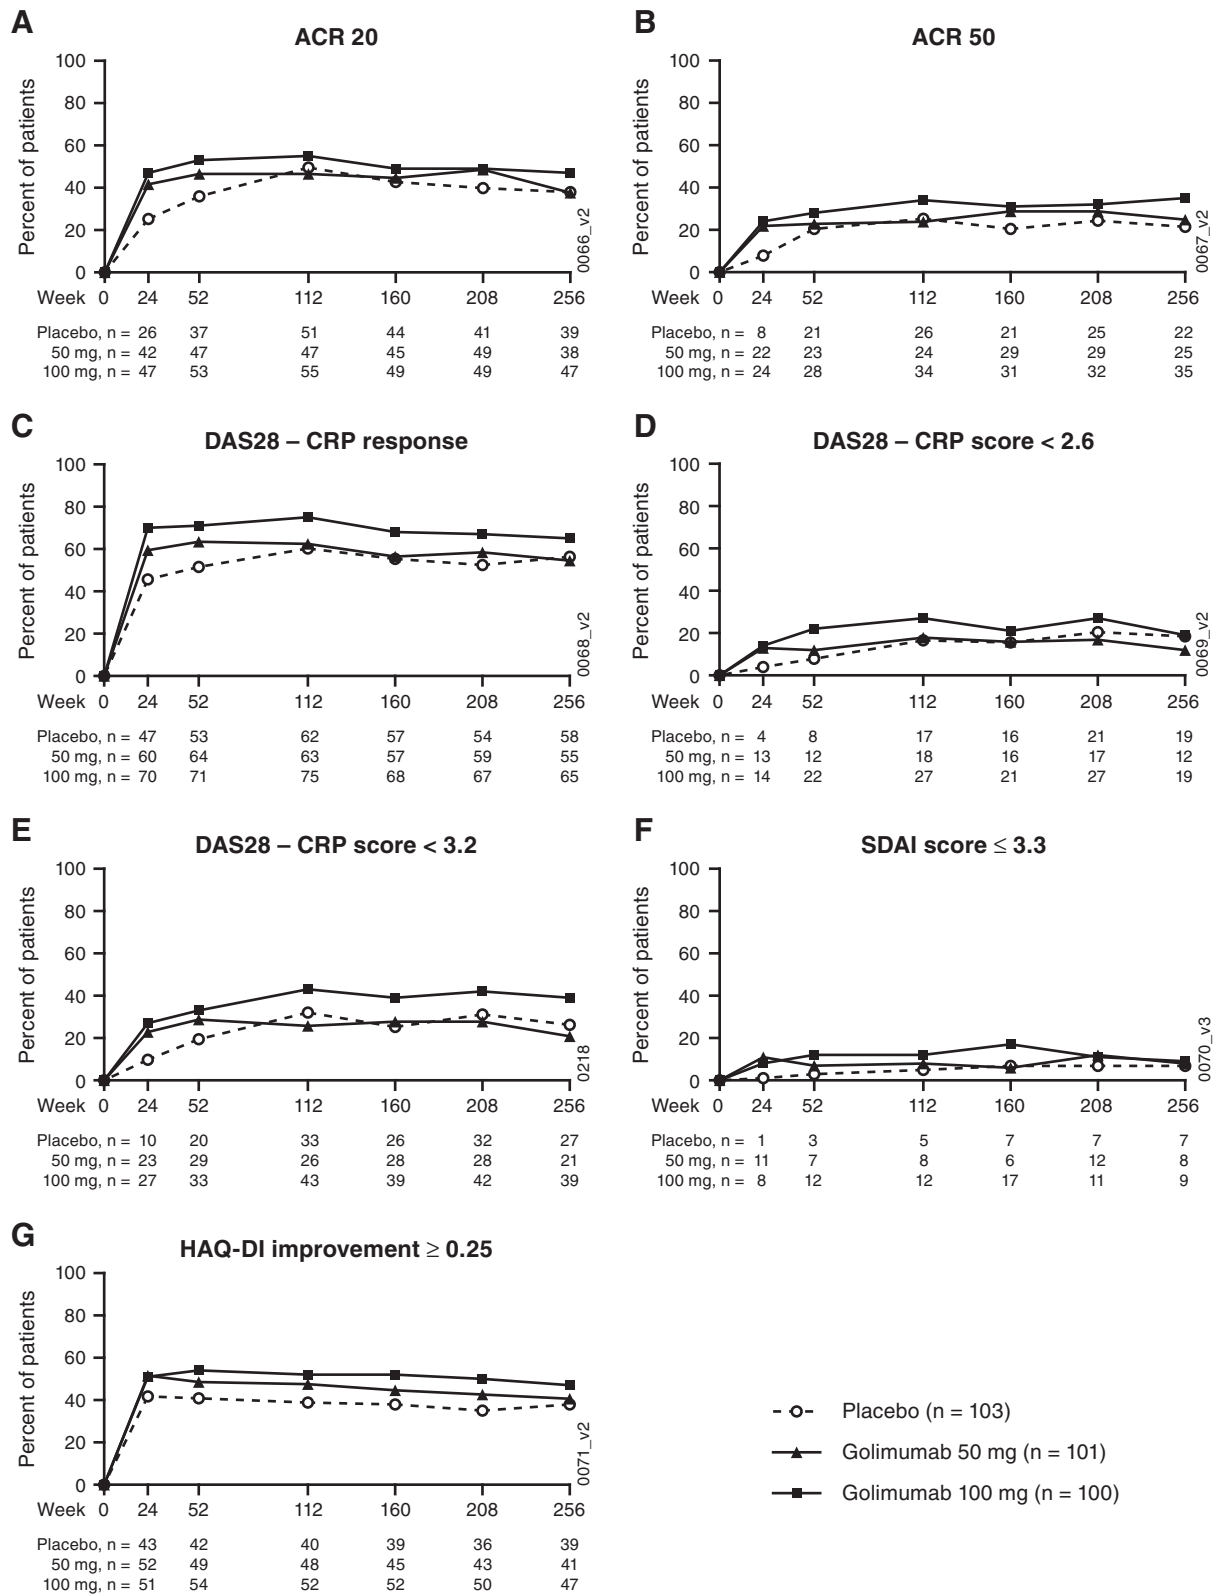 A
ACR 20
Percent of patients
100
80
60
40
20
0
0066_v2
Week 0 24 52 112 160 208 256
Placebo, n = 26 37 51 44 41 39
50 mg, n = 42 47 47 45 49 38
100 mg, n = 47 53 55 49 49 47
B
ACR 50
Percent of patients
100
80
60
40
20
0
0067_v2
Week 0 24 52 112 160 208 256
Placebo, n = 8 21 26 21 25 22
50 mg, n = 22 23 24 29 29 25
100 mg, n = 24 28 34 31 32 35
C
DAS28 – CRP response
Percent of patients
100
80
60
40
20
0
0068_v2
Week 0 24 52 112 160 208 256
Placebo, n = 47 53 62 57 54 58
50 mg, n = 60 64 63 57 59 55
100 mg, n = 70 71 75 68 67 65
D
DAS28 – CRP score < 2.6
Percent of patients
100
80
60
40
20
0
0069_v2
Week 0 24 52 112 160 208 256
Placebo, n = 4 8 17 16 21 19
50 mg, n = 13 12 18 16 17 12
100 mg, n = 14 22 27 21 27 19
E
DAS28 – CRP score < 3.2
Percent of patients
100
80
60
40
20
0
0218
Week 0 24 52 112 160 208 256
Placebo, n = 10 20 33 26 32 27
50 mg, n = 23 29 26 28 28 21
100 mg, n = 27 33 43 39 42 39
F
SDAI score ≤ 3.3
Percent of patients
100
80
60
40
20
0
0070_v3
Week 0 24 52 112 160 208 256
Placebo, n = 1 3 5 7 7 7
50 mg, n = 11 7 8 6 12 8
100 mg, n = 8 12 12 17 11 9
G
HAQ-DI improvement ≥ 0.25
Percent of patients
100
80
60
40
20
0
0071_v2
Week 0 24 52 112 160 208 256
Placebo, n = 43 42 40 39 36 39
50 mg, n = 52 49 48 45 43 41
100 mg, n = 51 54 52 52 50 47
Placebo (n = 103)
Golimumab 50 mg (n = 101)
Golimumab 100 mg (n = 100)